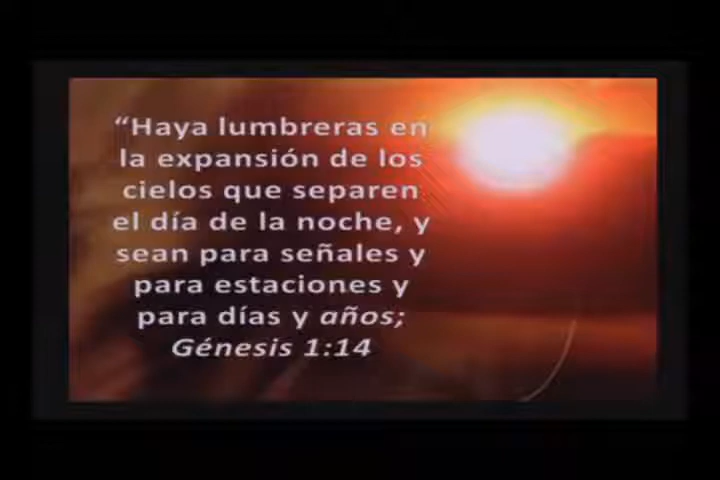 “Haya lumbreras en
la expansión de los
cielos que separen
el día de la noche, y
sean para señales y
para estaciones y
para días y años;
Génesis 1:14